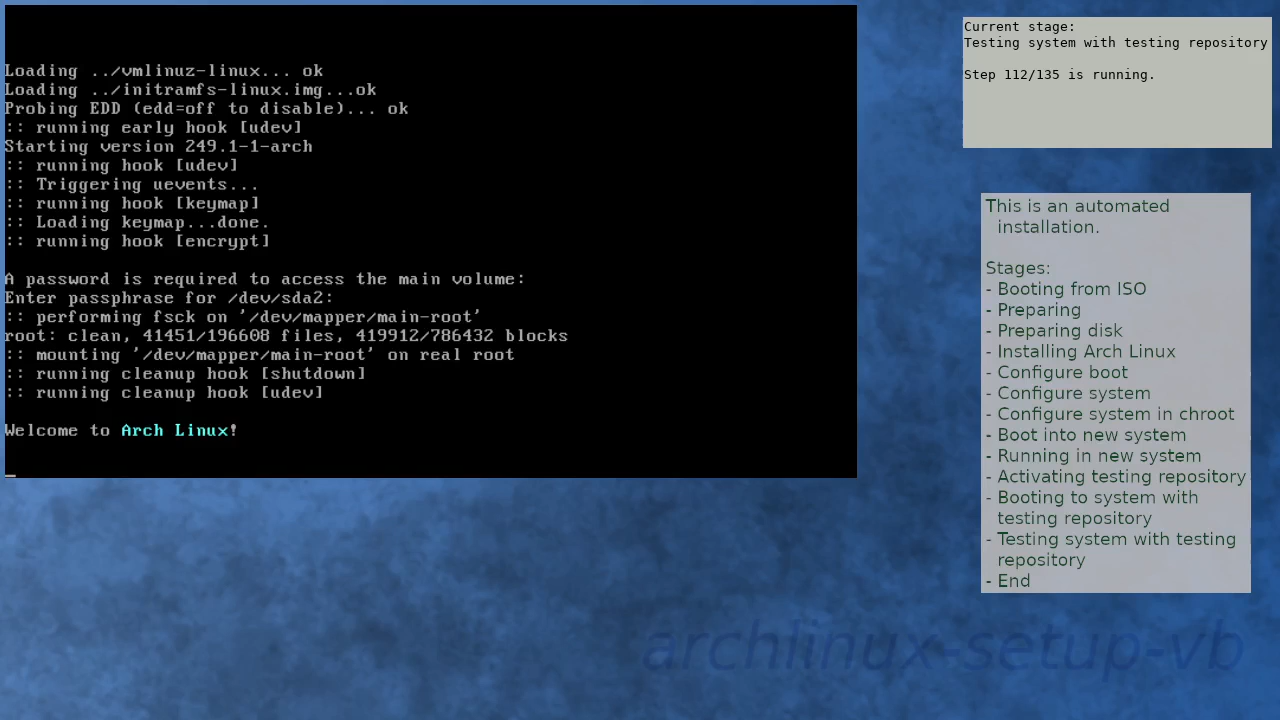 Loading ../vmlinuz-linux... ok
Loading ../initramfs-linux.img...ok
Probing EDD (edd=off to disable)... ok
:: running early hook [udev]
Starting version 249.1-1-arch
:: running hook [udev]
:: Triggering uevents...
:: running hook [keymap]
:: Loading keymap...done.
:: running hook [encrypt]
A password is required to access the main volume:
Enter passphrase for /dev/sda2:
:: performing fsck on '/dev/mapper/main-root'
root: clean, 41451/196608 files, 419912/786432 blocks
:: mounting '/dev/mapper/main-root' on real root
:: running cleanup hook [shutdown]
:: running cleanup hook [udev]
Welcome to Arch Linux!
_
Current stage:
Testing system with testing repository
Step 112/135 is running.
This is an automated
installation.
Stages:
- Booting from ISO
- Preparing
- Preparing disk
- Installing Arch Linux
- Configure boot
- Configure system
- Configure system in chroot
- Boot into new system
- Running in new system
- Activating testing repository
- Booting to system with
testing repository
- Testing system with testing
repository
- End
archlinux-setup-vb